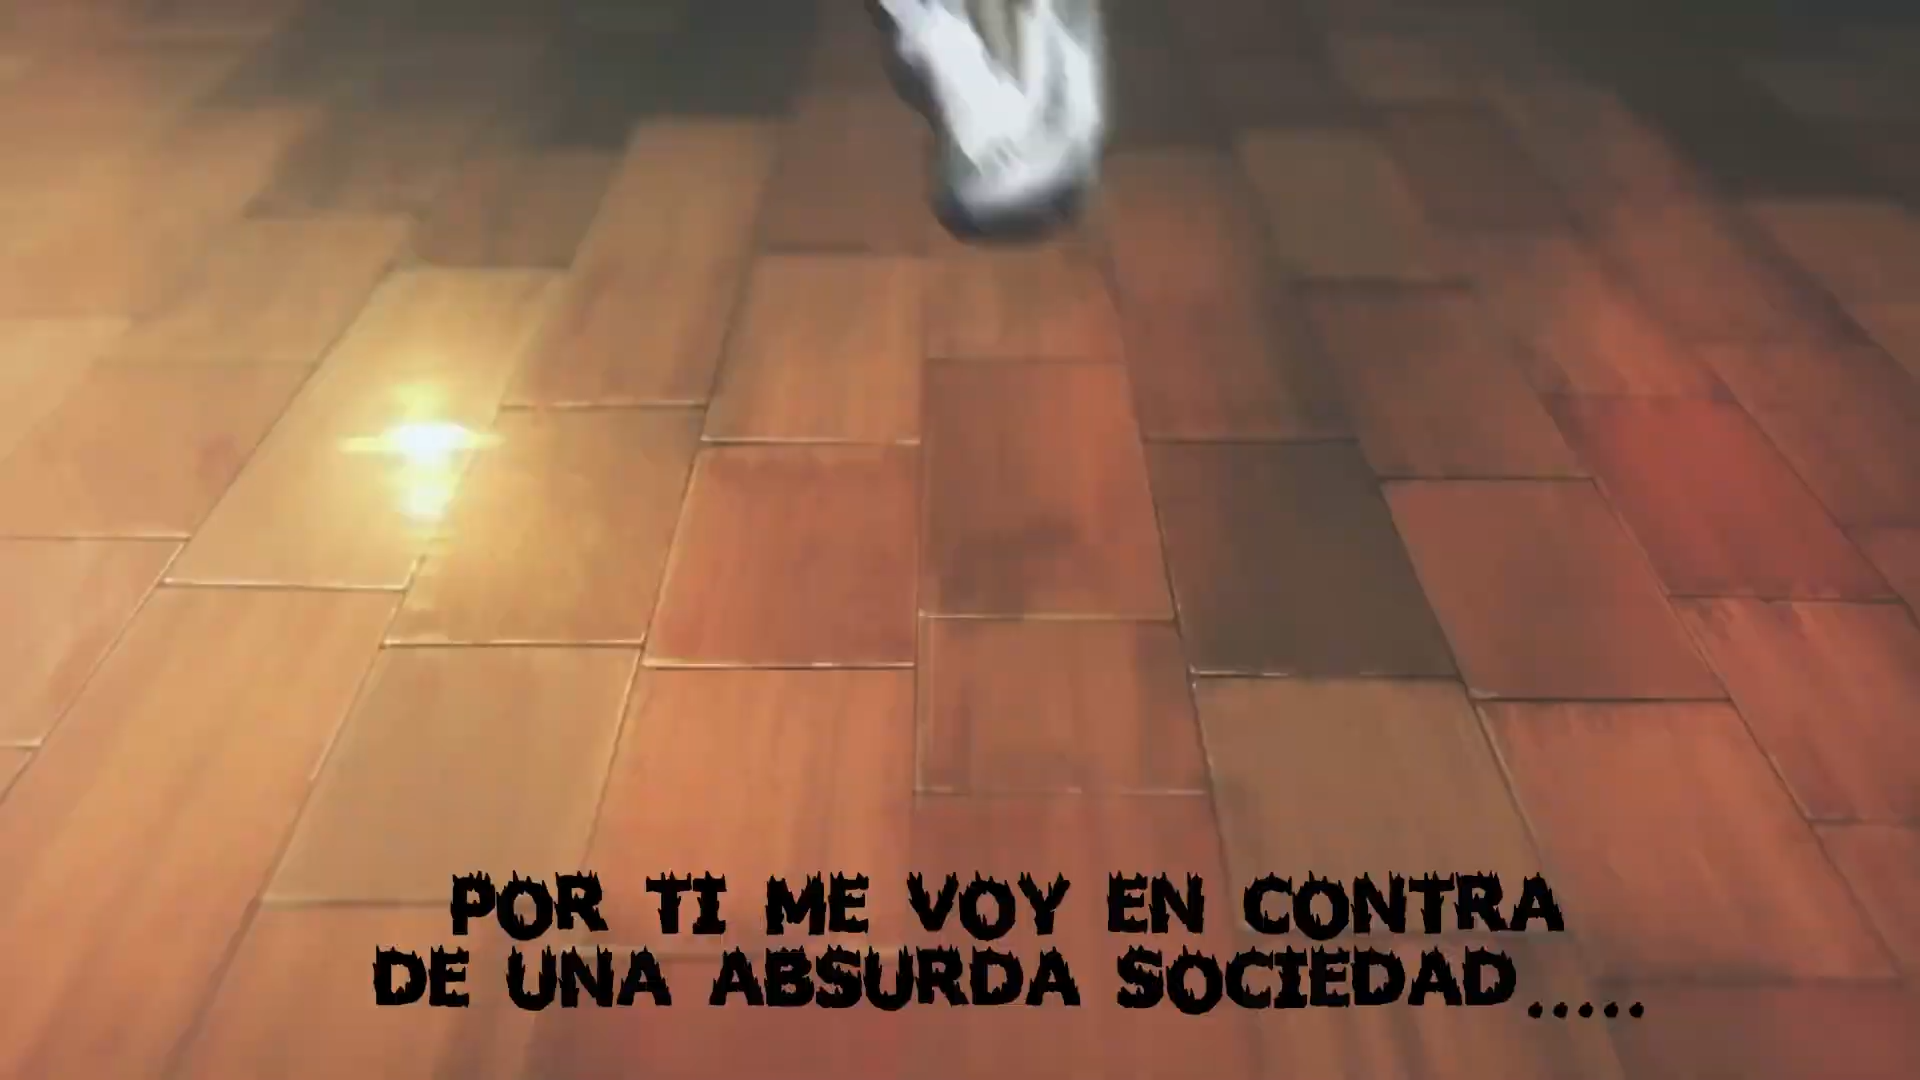 POR TI ME VOY EN CONTRA
DE UNA ABSURDA SOCIEDAD.....